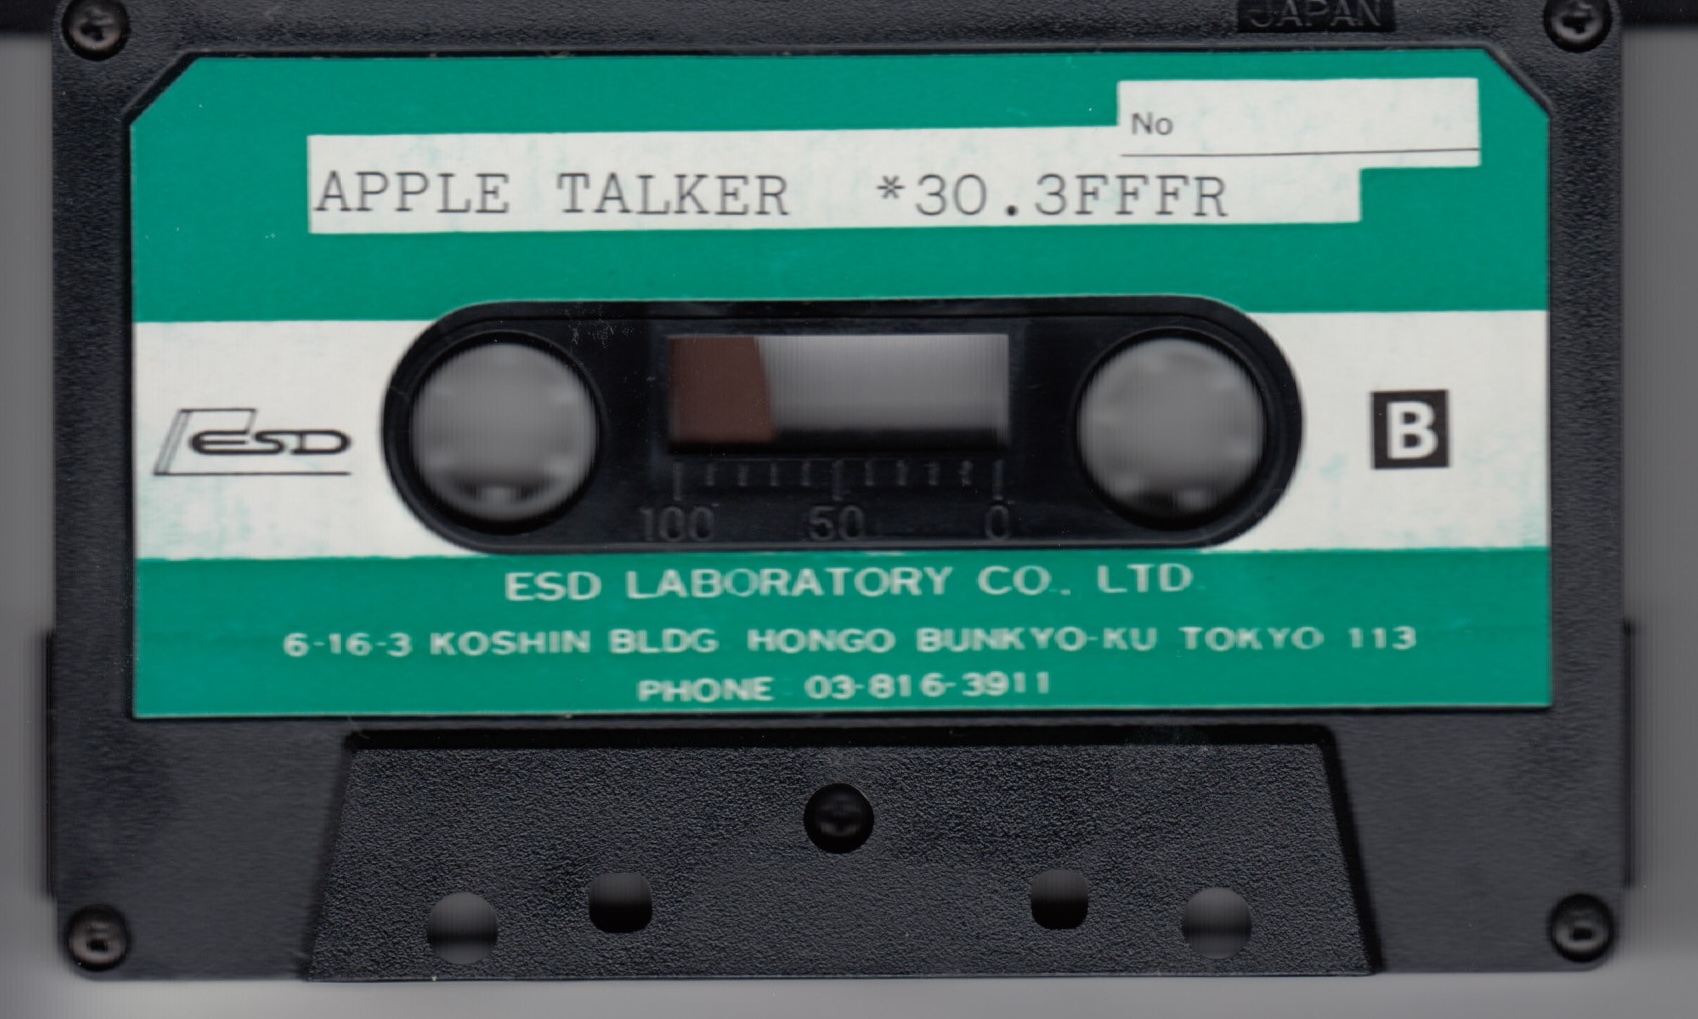 JAPAN
No
APPLE TALKER *30.3FFFR
ESD
B
100 50 0
ESD LABORATORY CO., LTD
6-16-3 KOSHIN BLDG HONGO BUNKYO-KU TOKYO 113
PHONE 03-816-3911